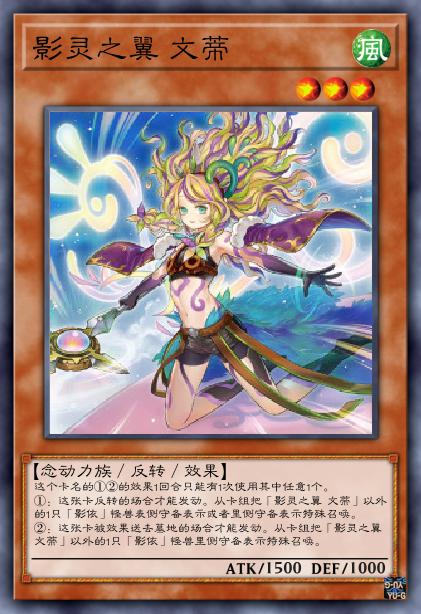 影灵之翼 文蒂
風
【念动力族／反转／效果】
这个卡名的①②的效果1回合只能有1次使用其中任意1个。
①：这张卡反转的场合才能发动。从卡组把「影灵之翼 文蒂」以外
的1只「影依」怪兽表侧守备表示或者里侧守备表示特殊召唤。
②：这张卡被效果送去墓地的场合才能发动。从卡组把「影灵之翼
文蒂」以外的1只「影依」怪兽里侧守备表示特殊召唤。
ATK/1500 DEF/1000